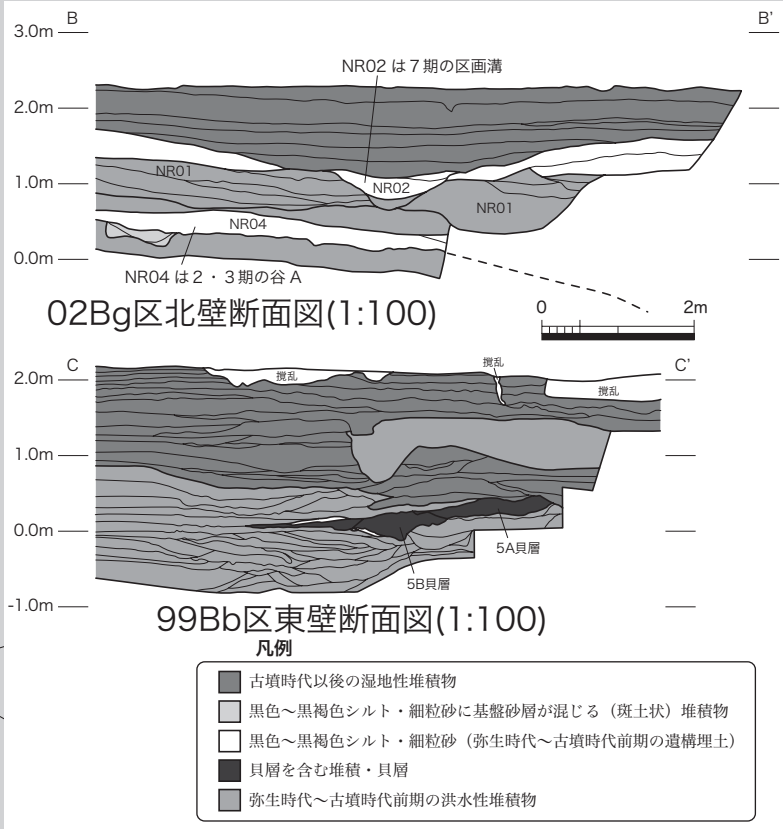 B
B'
3.0m
NR02 は 7 期の区画溝
2.0m
NR01
1.0m
NR02
NR01
NR04
0.0m
NR04 は 2・3 期の谷 A
02Bg区北壁断面図(1:100)
0
2m
C
C'
撹乱
2.0m
撹乱
撹乱
1.0m
0.0m
5A貝層
5B貝層
-1.0m
99Bb区東壁断面図(1:100)
凡例
古墳時代以後の湿地性堆積物
黒色～黒褐色シルト・細粒砂に基盤砂層が混じる（斑土状）堆積物
黒色～黒褐色シルト・細粒砂（弥生時代～古墳時代前期の遺構埋土）
貝層を含む堆積・貝層
弥生時代～古墳時代前期の洪水性堆積物